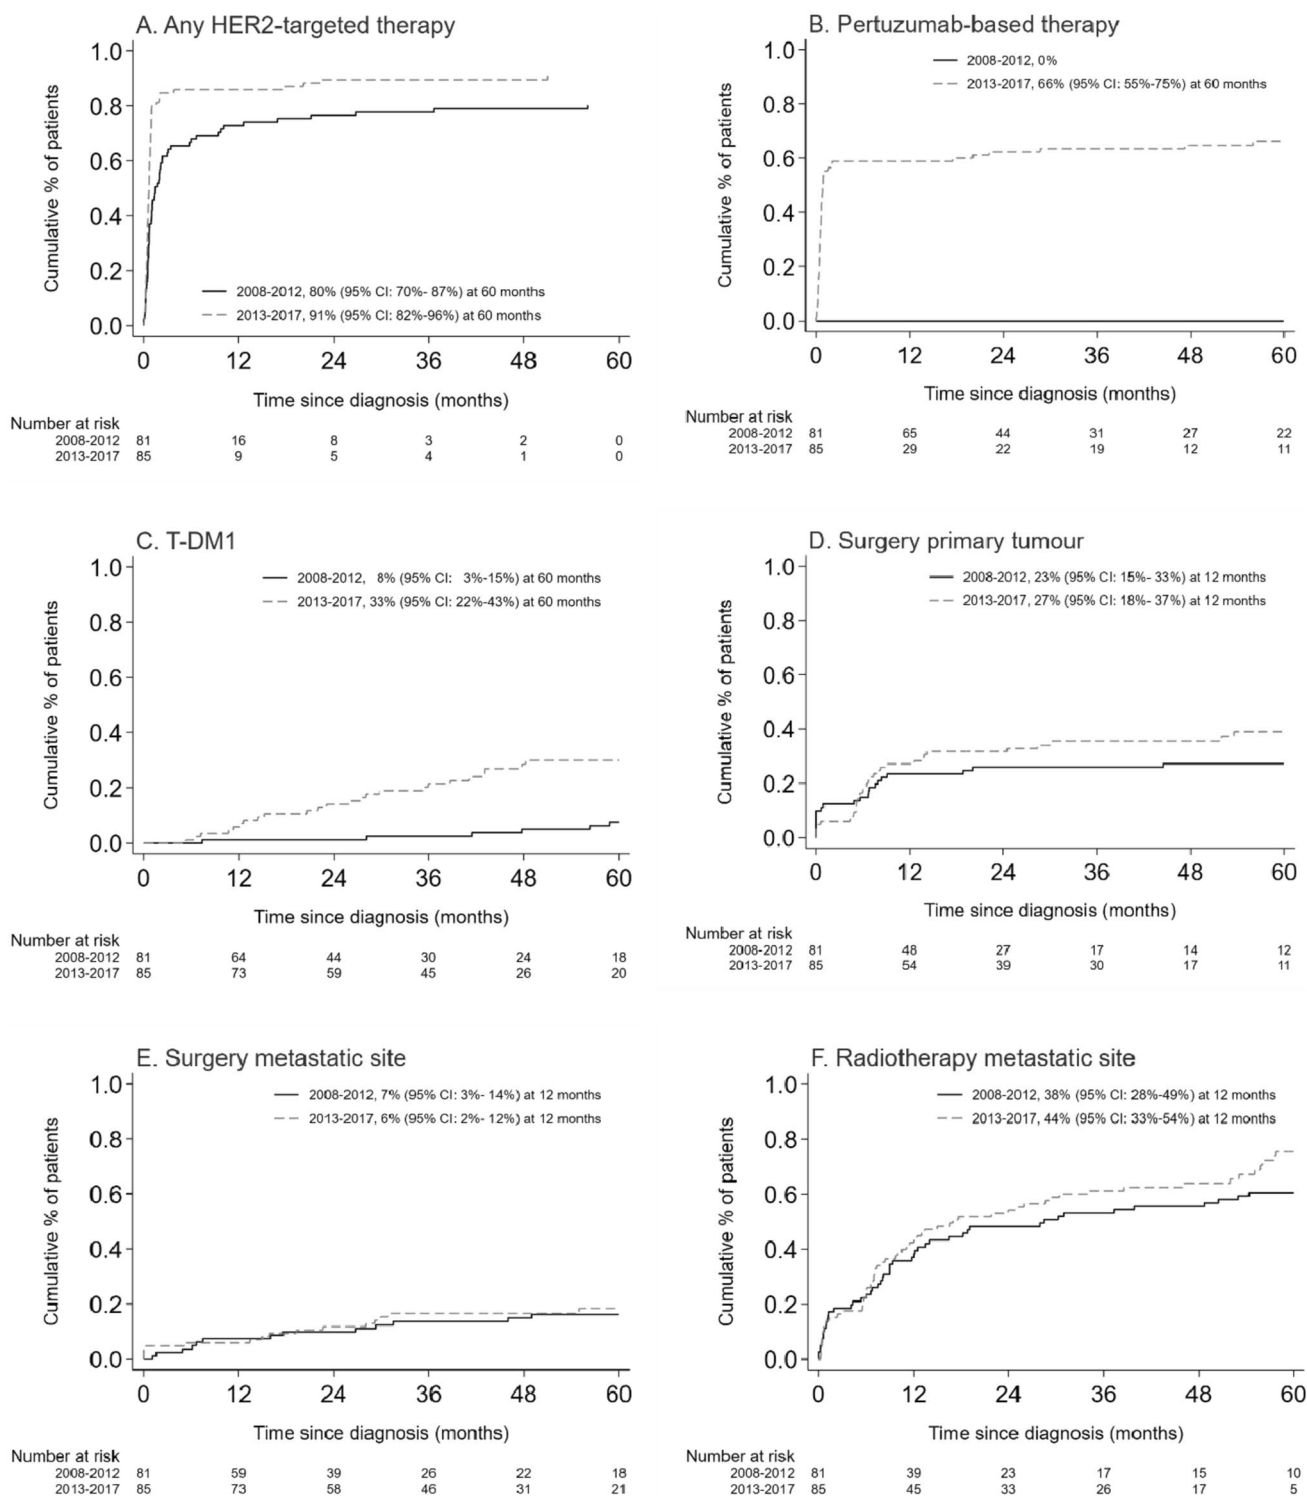 A. Any HER2-targeted therapy
Cumulative % of patients
1.0
0.8
0.6
0.4
0.2
0.0
2008-2012, 80% (95% CI: 70%- 87%) at 60 months
2013-2017, 91% (95% CI: 82%-96%) at 60 months
0 12 24 36 48 60
Time since diagnosis (months)
Number at risk
2008-2012 81 16 8 3 2 0
2013-2017 85 9 5 4 1 0
B. Pertuzumab-based therapy
Cumulative % of patients
1.0
0.8
0.6
0.4
0.2
0.0
2008-2012, 0%
2013-2017, 66% (95% CI: 55%-75%) at 60 months
0 12 24 36 48 60
Time since diagnosis (months)
Number at risk
2008-2012 81 65 44 31 27 22
2013-2017 85 29 22 19 12 11
C. T-DM1
Cumulative % of patients
1.0
0.8
0.6
0.4
0.2
0.0
2008-2012, 8% (95% CI: 3%-15%) at 60 months
2013-2017, 33% (95% CI: 22%-43%) at 60 months
0 12 24 36 48 60
Time since diagnosis (months)
Number at risk
2008-2012 81 64 44 30 24 18
2013-2017 85 73 59 45 26 20
D. Surgery primary tumour
Cumulative % of patients
1.0
0.8
0.6
0.4
0.2
0.0
2008-2012, 23% (95% CI: 15%- 33%) at 12 months
2013-2017, 27% (95% CI: 18%- 37%) at 12 months
0 12 24 36 48 60
Time since diagnosis (months)
Number at risk
2008-2012 81 48 27 17 14 12
2013-2017 85 54 39 30 17 11
E. Surgery metastatic site
Cumulative % of patients
1.0
0.8
0.6
0.4
0.2
0.0
2008-2012, 7% (95% CI: 3%- 14%) at 12 months
2013-2017, 6% (95% CI: 2%- 12%) at 12 months
0 12 24 36 48 60
Time since diagnosis (months)
Number at risk
2008-2012 81 59 39 26 22 18
2013-2017 85 73 58 46 31 21
F. Radiotherapy metastatic site
Cumulative % of patients
1.0
0.8
0.6
0.4
0.2
0.0
2008-2012, 38% (95% CI: 28%-49%) at 12 months
2013-2017, 44% (95% CI: 33%-54%) at 12 months
0 12 24 36 48 60
Time since diagnosis (months)
Number at risk
2008-2012 81 39 23 17 15 10
2013-2017 85 45 33 26 17 5